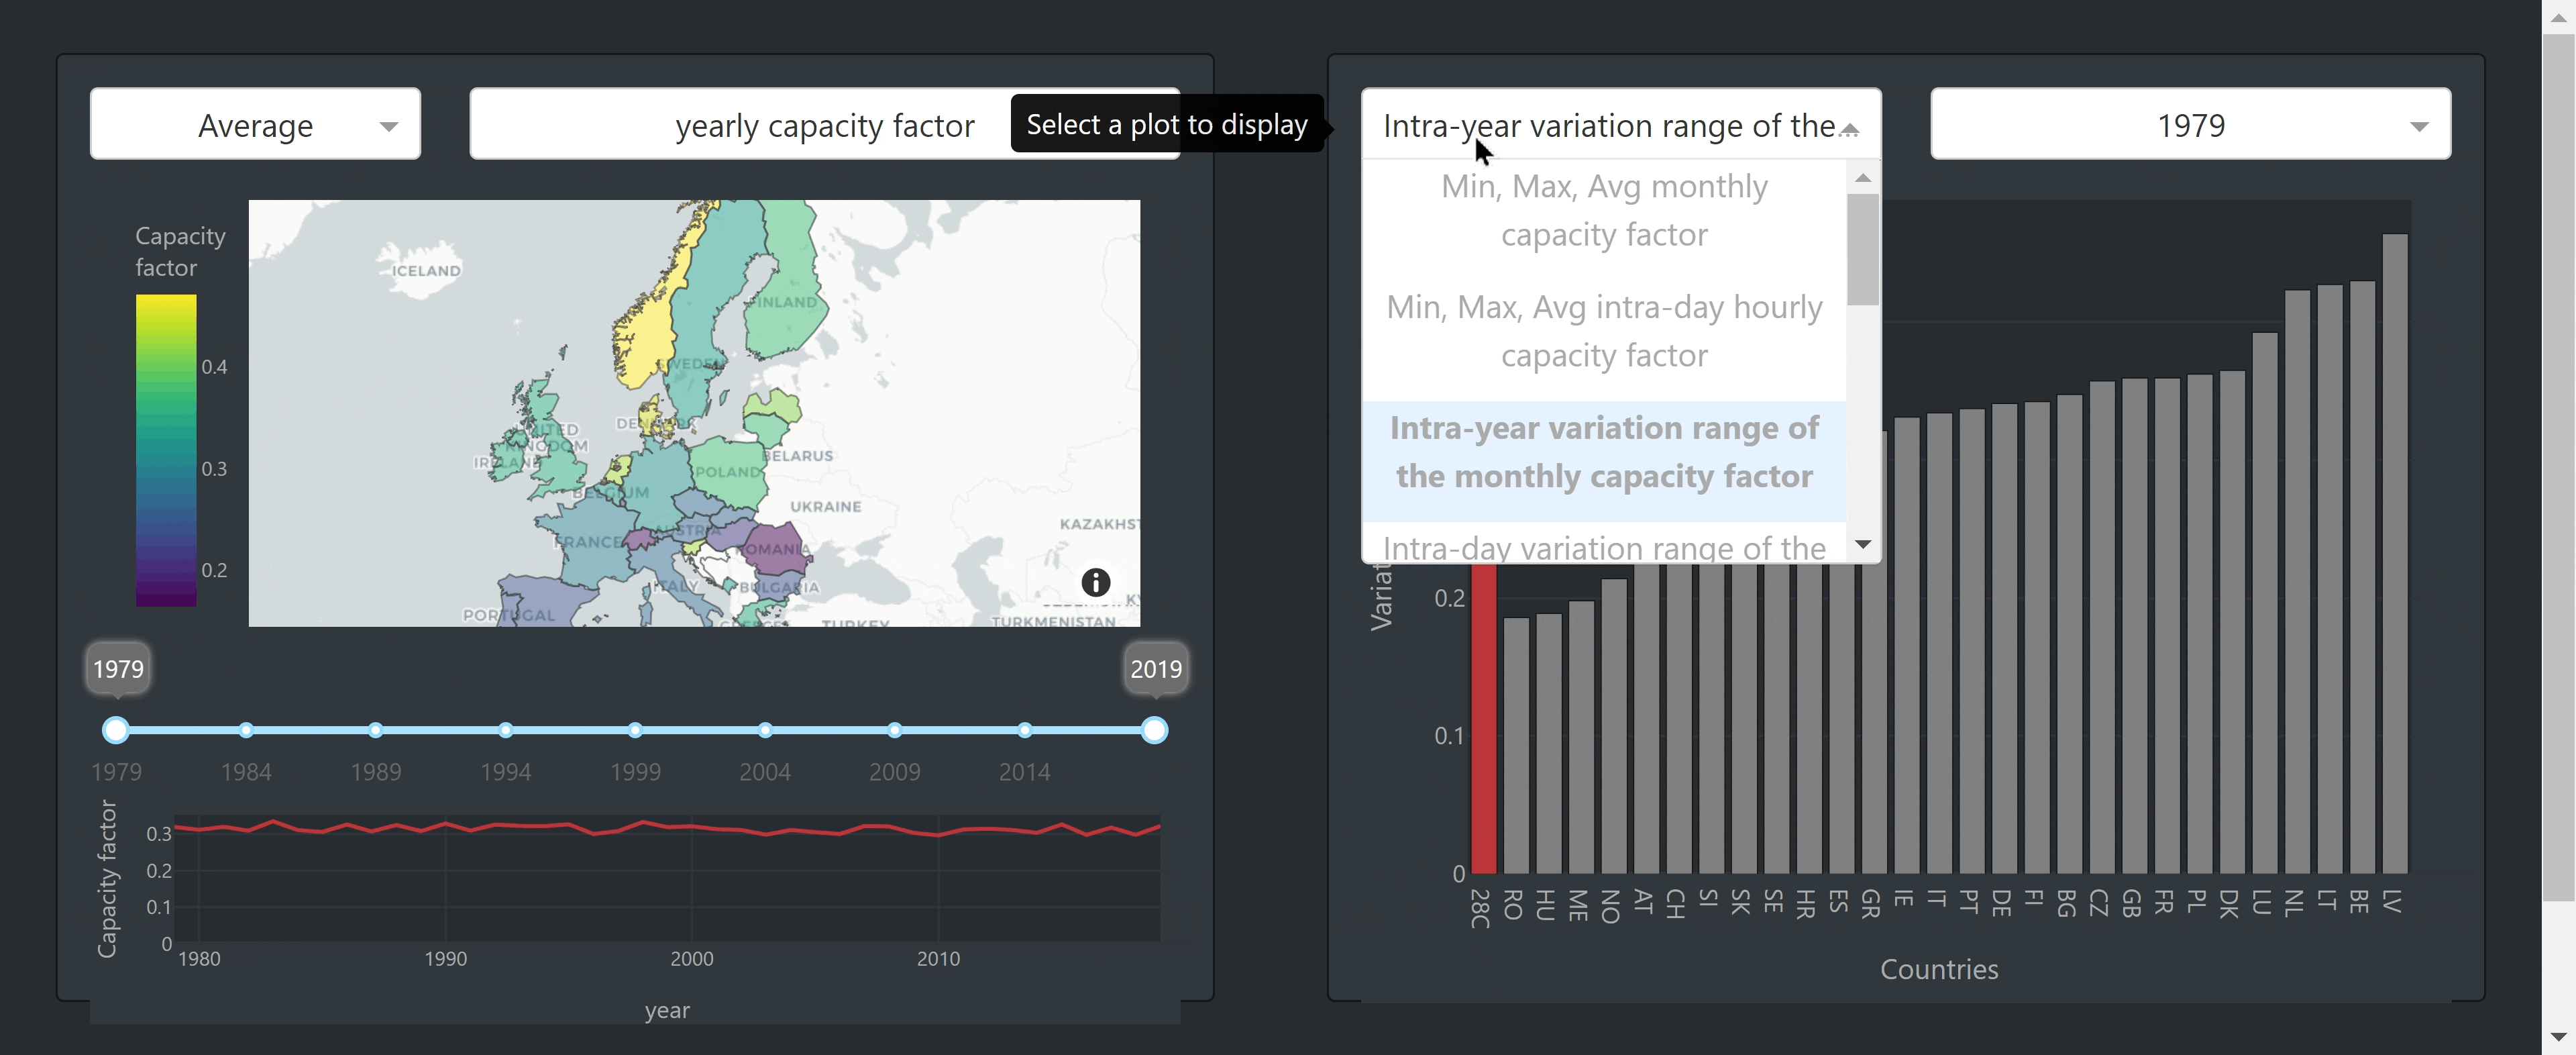 Average
yearly capacity factor
Select a plot to display
Intra-year variation range of the...
1979
Capacity
factor
0.4
0.3
0.2
ICELAND
FINLAND
SWEDEN
UNITED
KINGDOM
IRELAND
DENMARK
BELARUS
POLAND
BELGIUM
UKRAINE
KAZAKHST
FRANCE
AUSTRIA
ROMANIA
ITALY
BULGARIA
PORTUGAL
GREECE
TURKEY
TURKMENISTAN
1979
2019
1979
1984
1989
1994
1999
2004
2009
2014
Capacity factor
0.3
0.2
0.1
0
1980
1990
2000
2010
year
Min, Max, Avg monthly
capacity factor
Min, Max, Avg intra-day hourly
capacity factor
Intra-year variation range of
the monthly capacity factor
Intra-day variation range of the
Variat
0.2
0.1
0
28C
RO
HU
ME
NO
AT
CH
SI
SK
SE
HR
ES
GR
IE
IT
PT
DE
FI
BG
CZ
GB
FR
PL
DK
LU
NL
LT
BE
LV
Countries